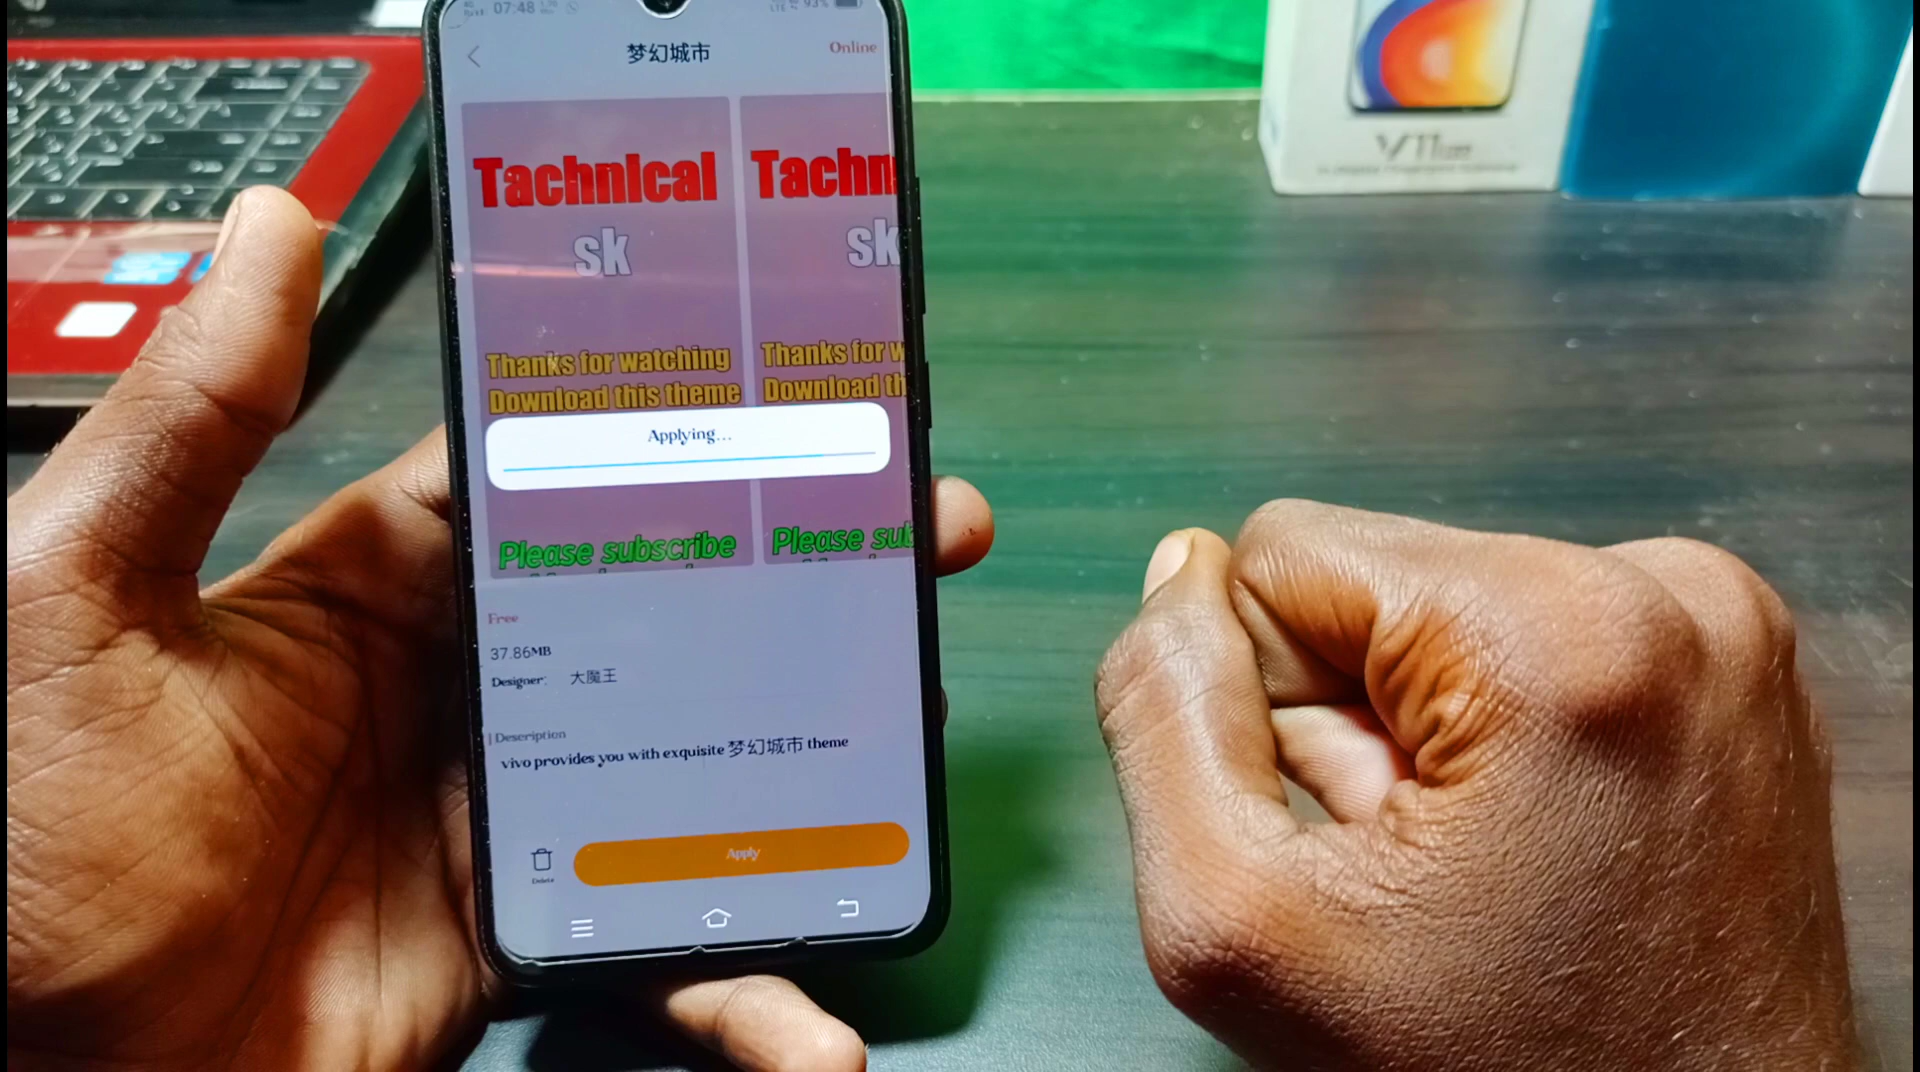 07:48
93%
梦幻城市
Online
Tachnical
sk
Thanks for watching
Download this theme
Please subscribe
Tachn
sk
Thanks for w
Download th
Please sub
Applying...
Free
37.86MB
Designer: 大魔王
Description
vivo provides you with exquisite 梦幻城市 theme
Delete
Apply
V11